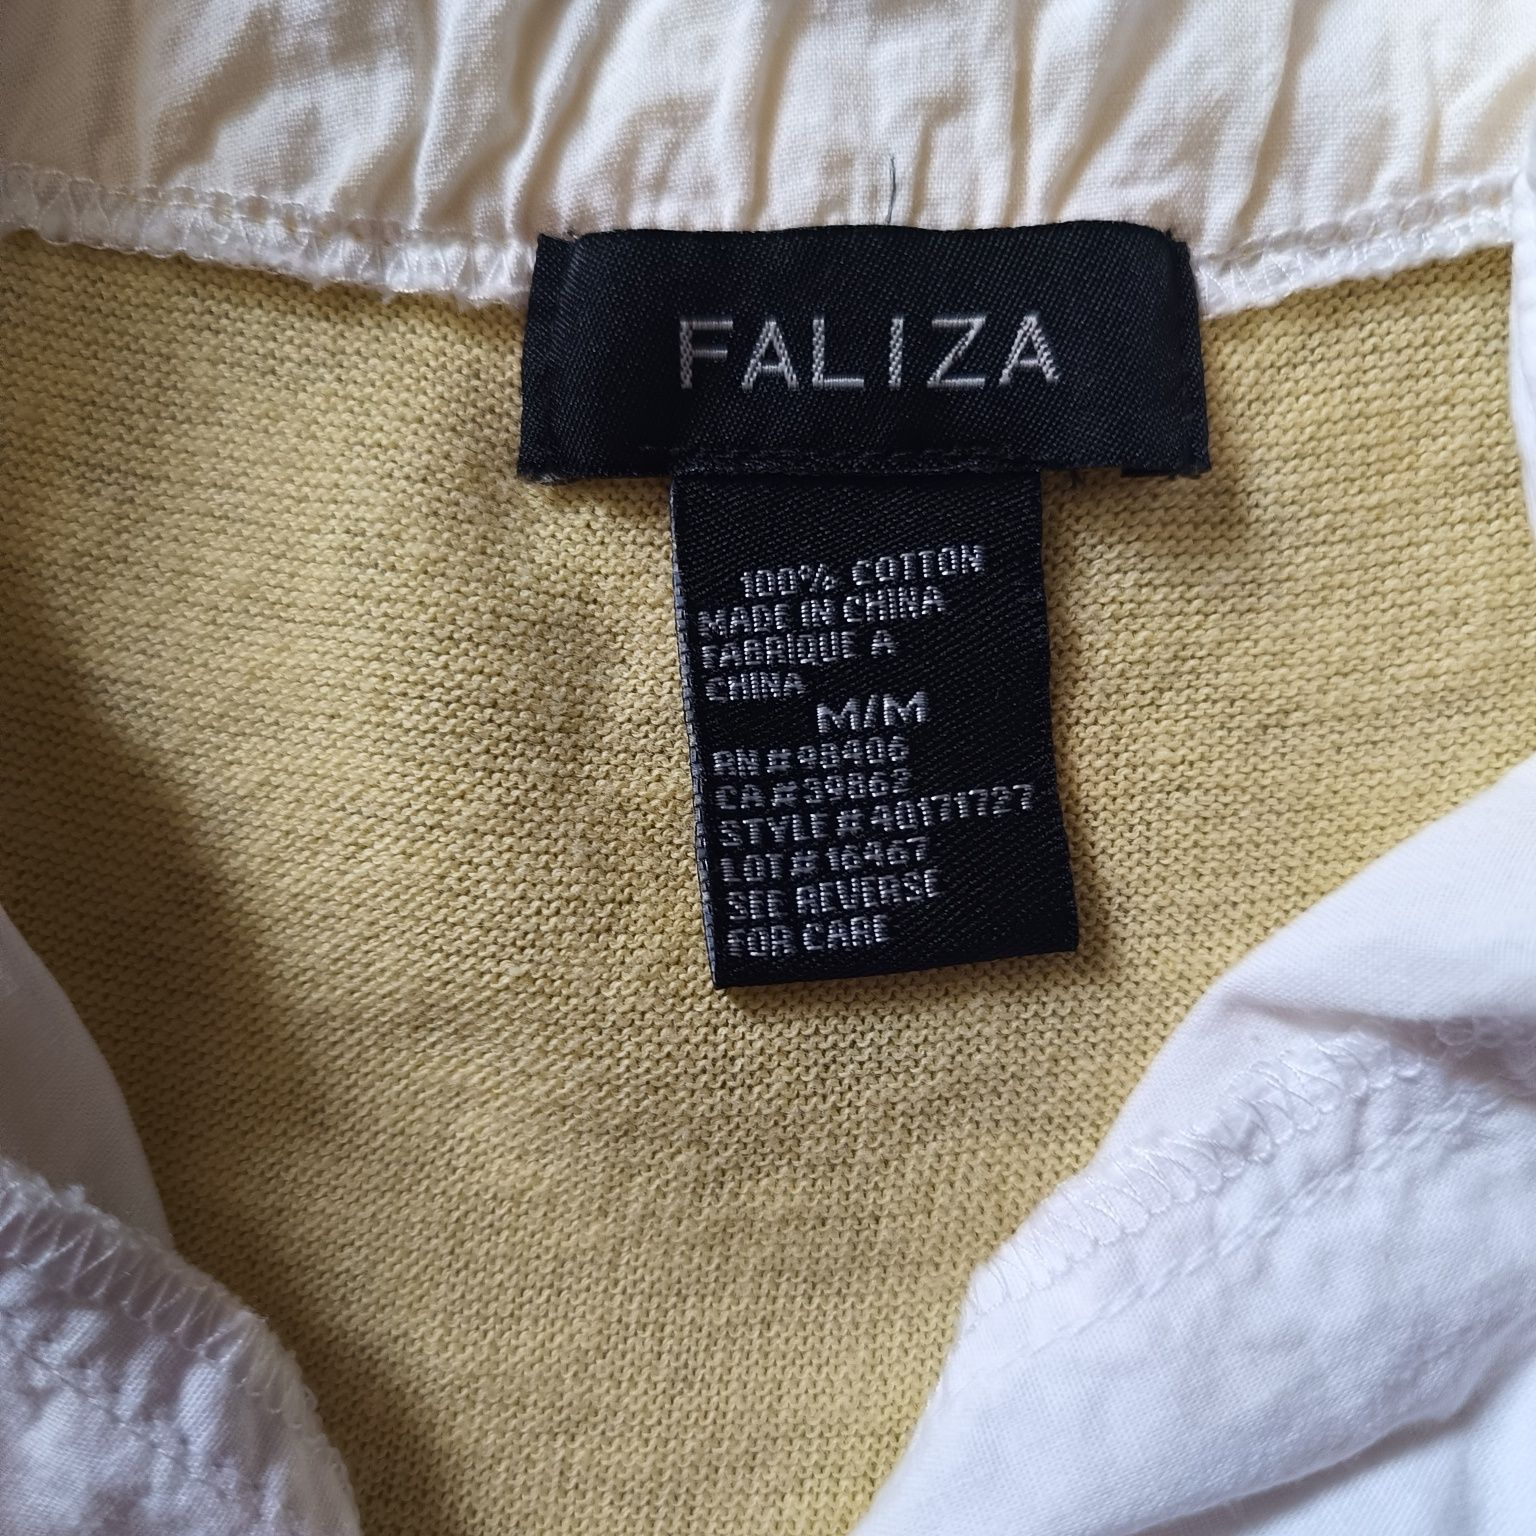 FALIZA
100% COTTON
MADE IN CHINA
FABRIQUE A
CHINA
M/M
RN#98406
CA#39862
STYLE#40171727
LOT#16467
SEE REVERSE
FOR CARE